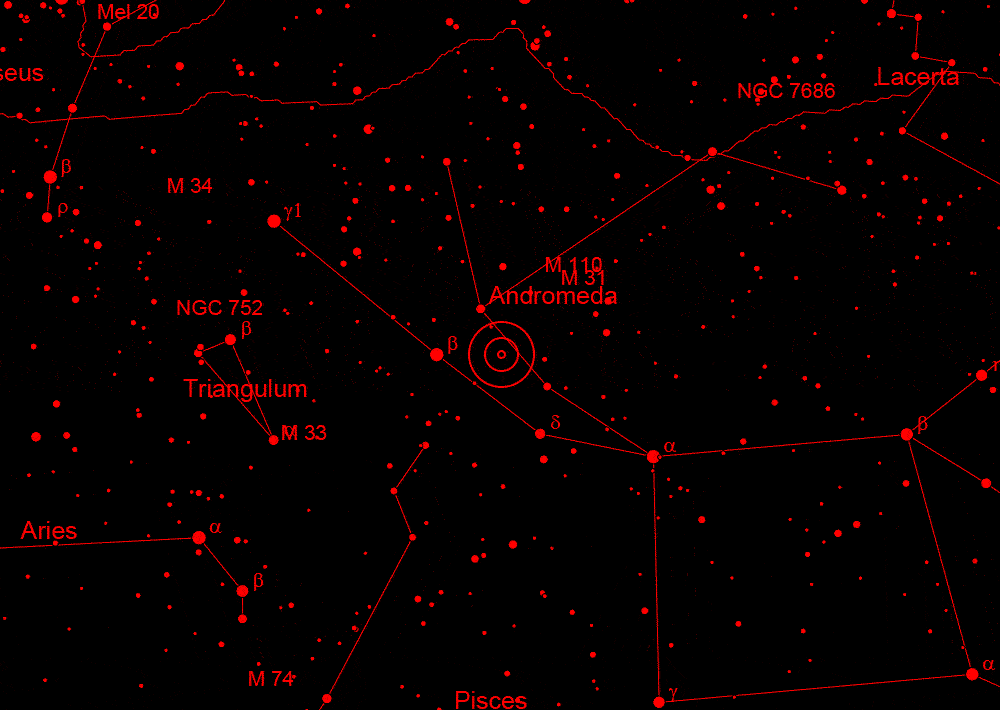 Mel 20
seus
Lacerta
NGC 7686
β
M 34
ρ
γ1
M 110
M 31
Andromeda
NGC 752
β
β
Triangulum
β
δ
M 33
α
α
Aries
α
β
α
M 74
γ
Pisces